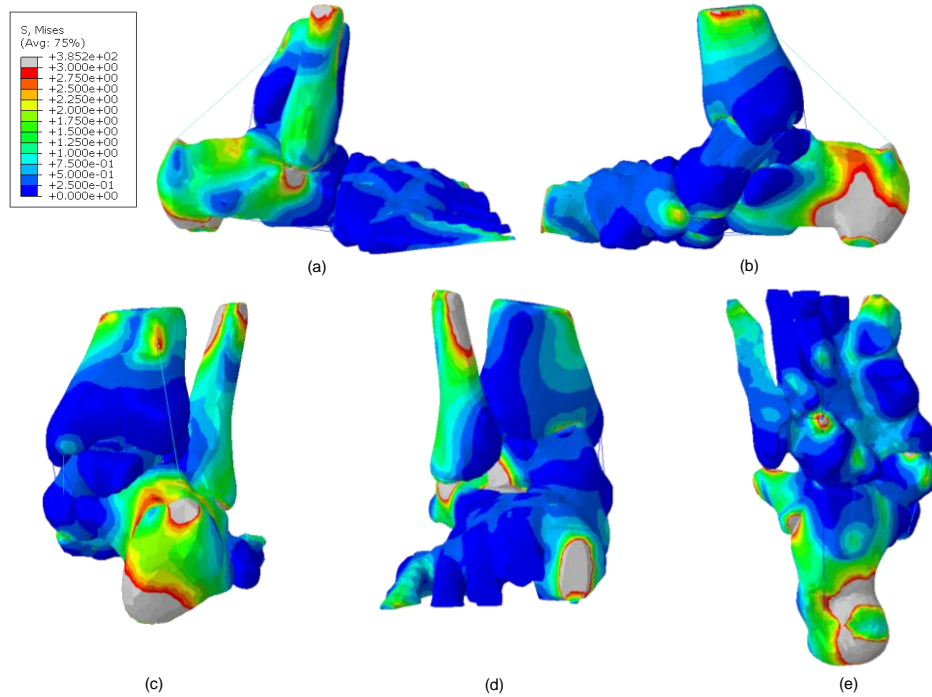 S, Mises
(Avg: 75%)
+3.852e+02
+3.000e+00
+2.750e+00
+2.500e+00
+2.250e+00
+2.000e+00
+1.750e+00
+1.500e+00
+1.250e+00
+1.000e+00
+7.500e-01
+5.000e-01
+2.500e-01
+0.000e+00
(a)
(b)
(c)
(d)
(e)